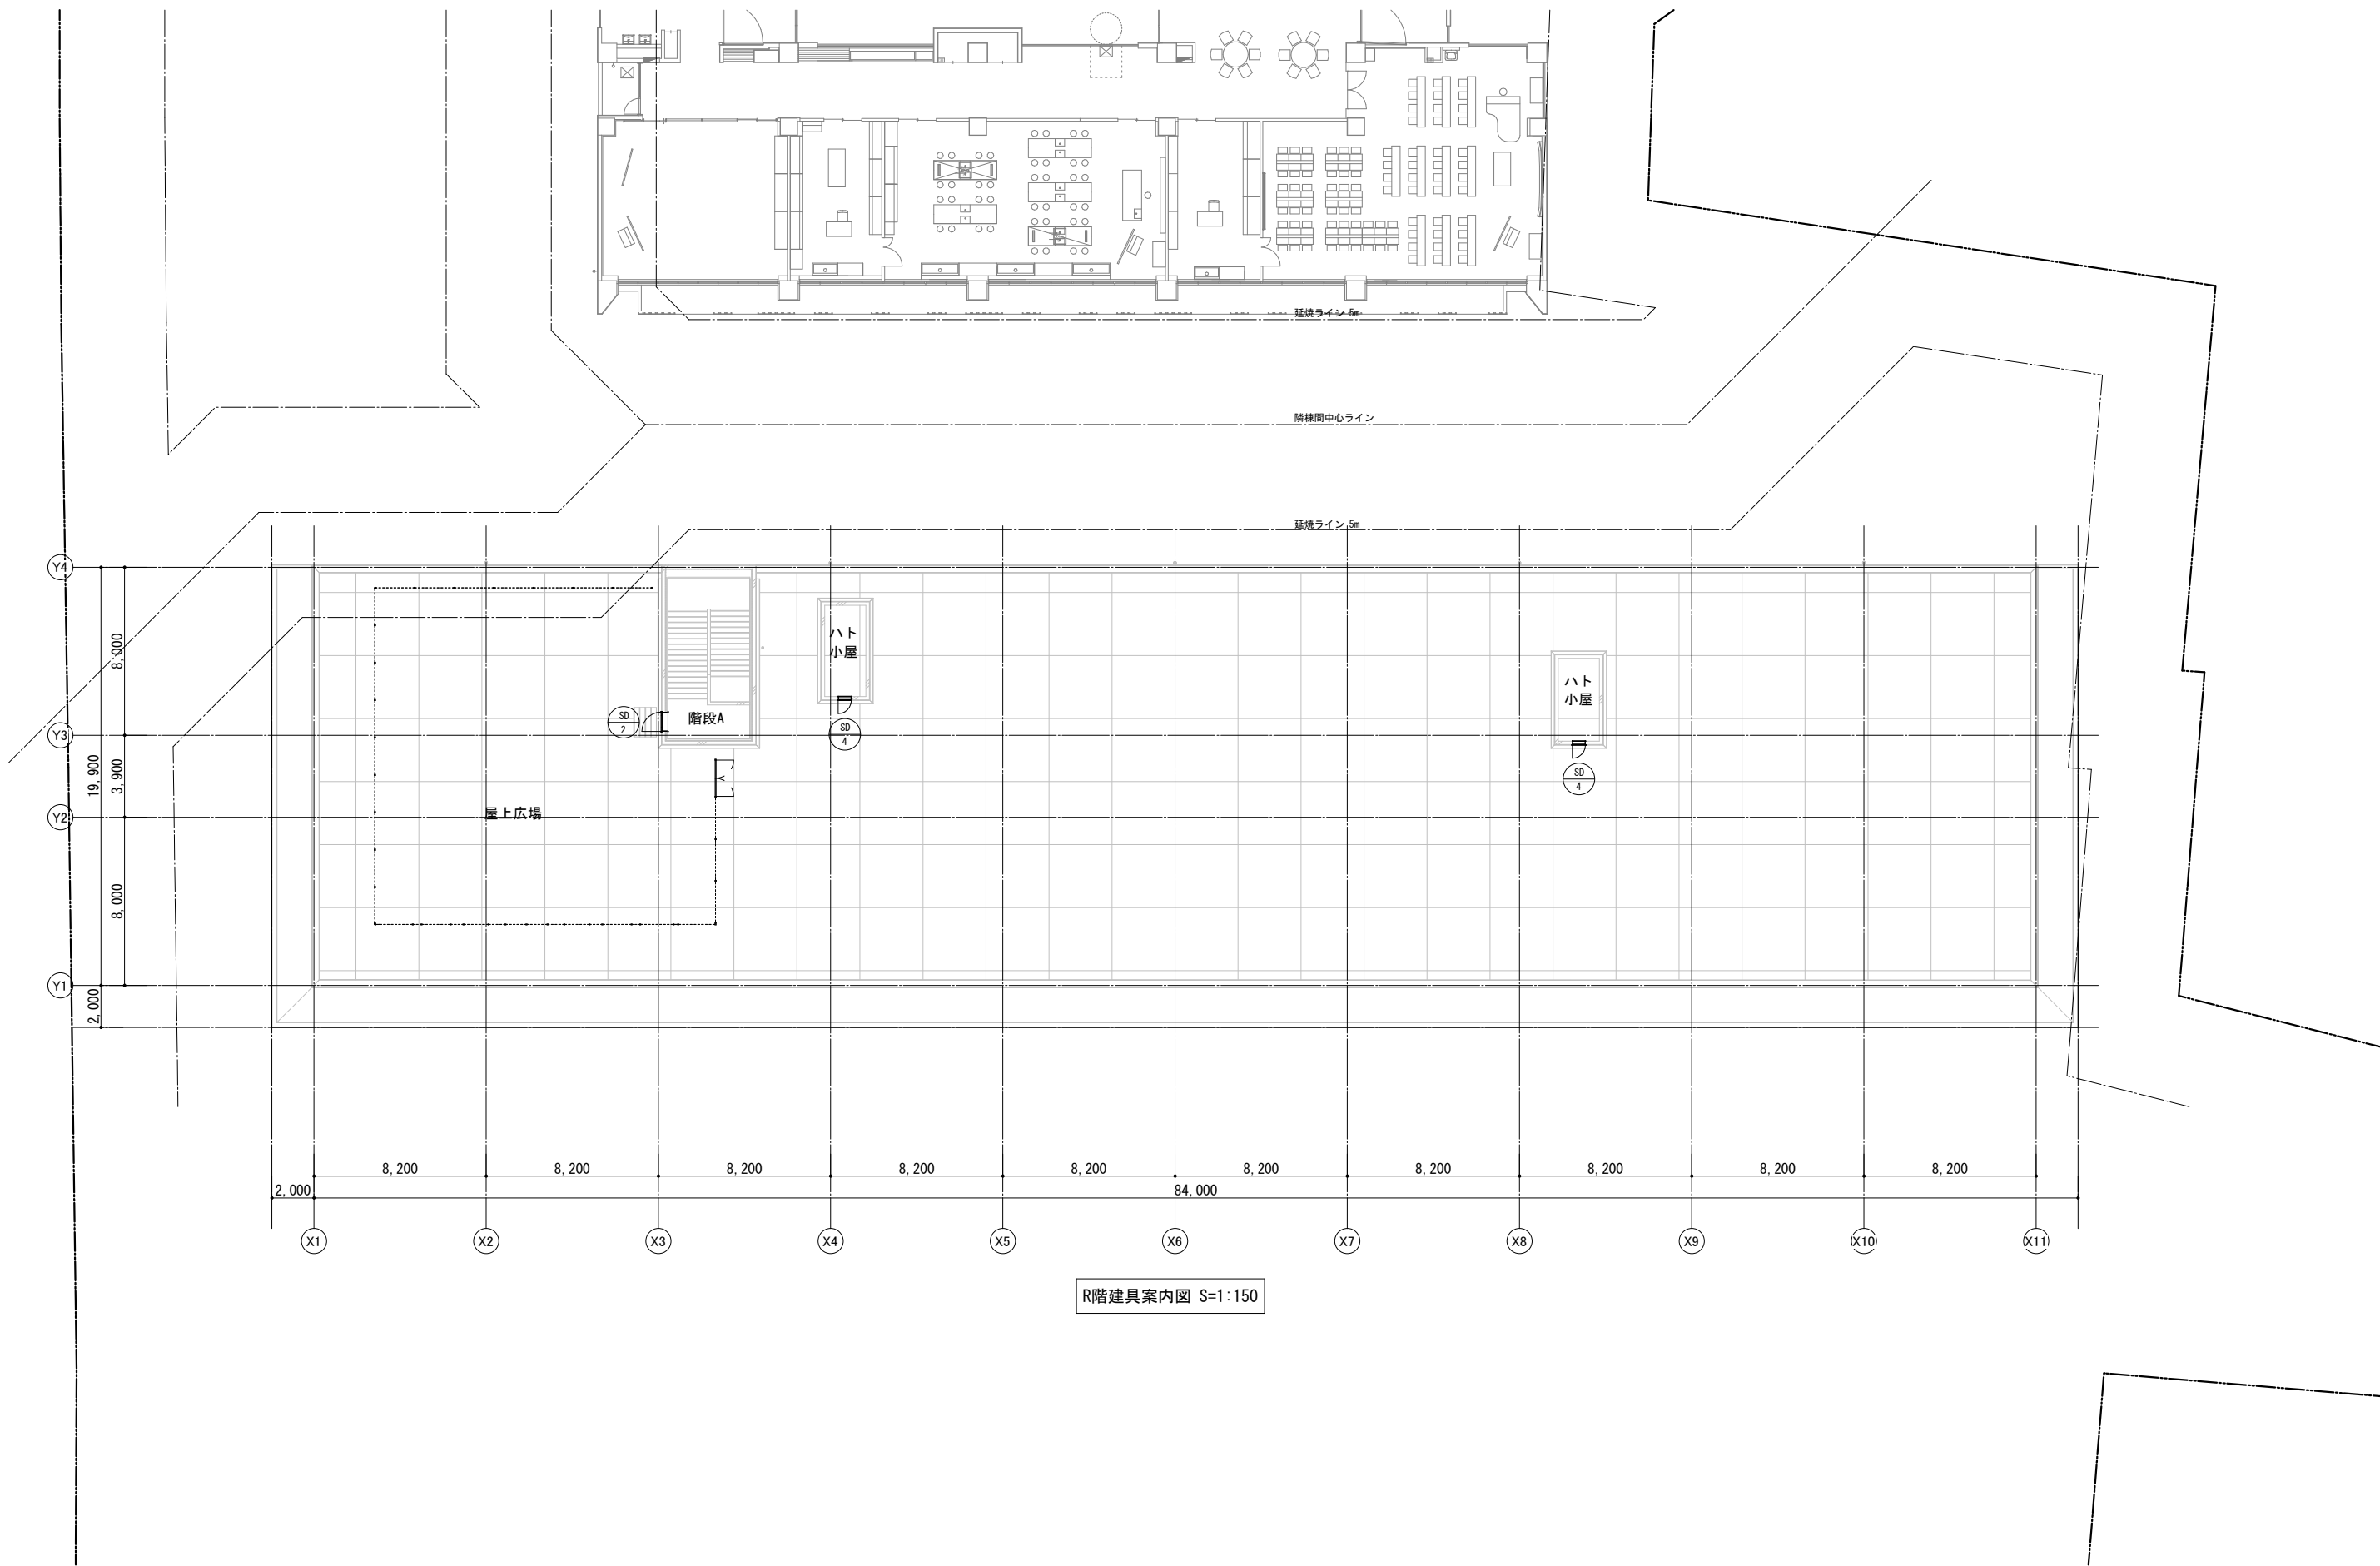 延焼ライン 5m
隣棟間中心ライン
延焼ライン 5m
Y4
8,000
ハト
小屋
ハト
小屋
SD
2
階段A
SD
4
Y3
19,900
3,900
SD
4
Y2
屋上広場
8,000
Y1
2,000
8,200
8,200
8,200
8,200
8,200
8,200
8,200
8,200
8,200
8,200
2,000
84,000
X1
X2
X3
X4
X5
X6
X7
X8
X9
X10
X11
R階建具案内図 S=1:150